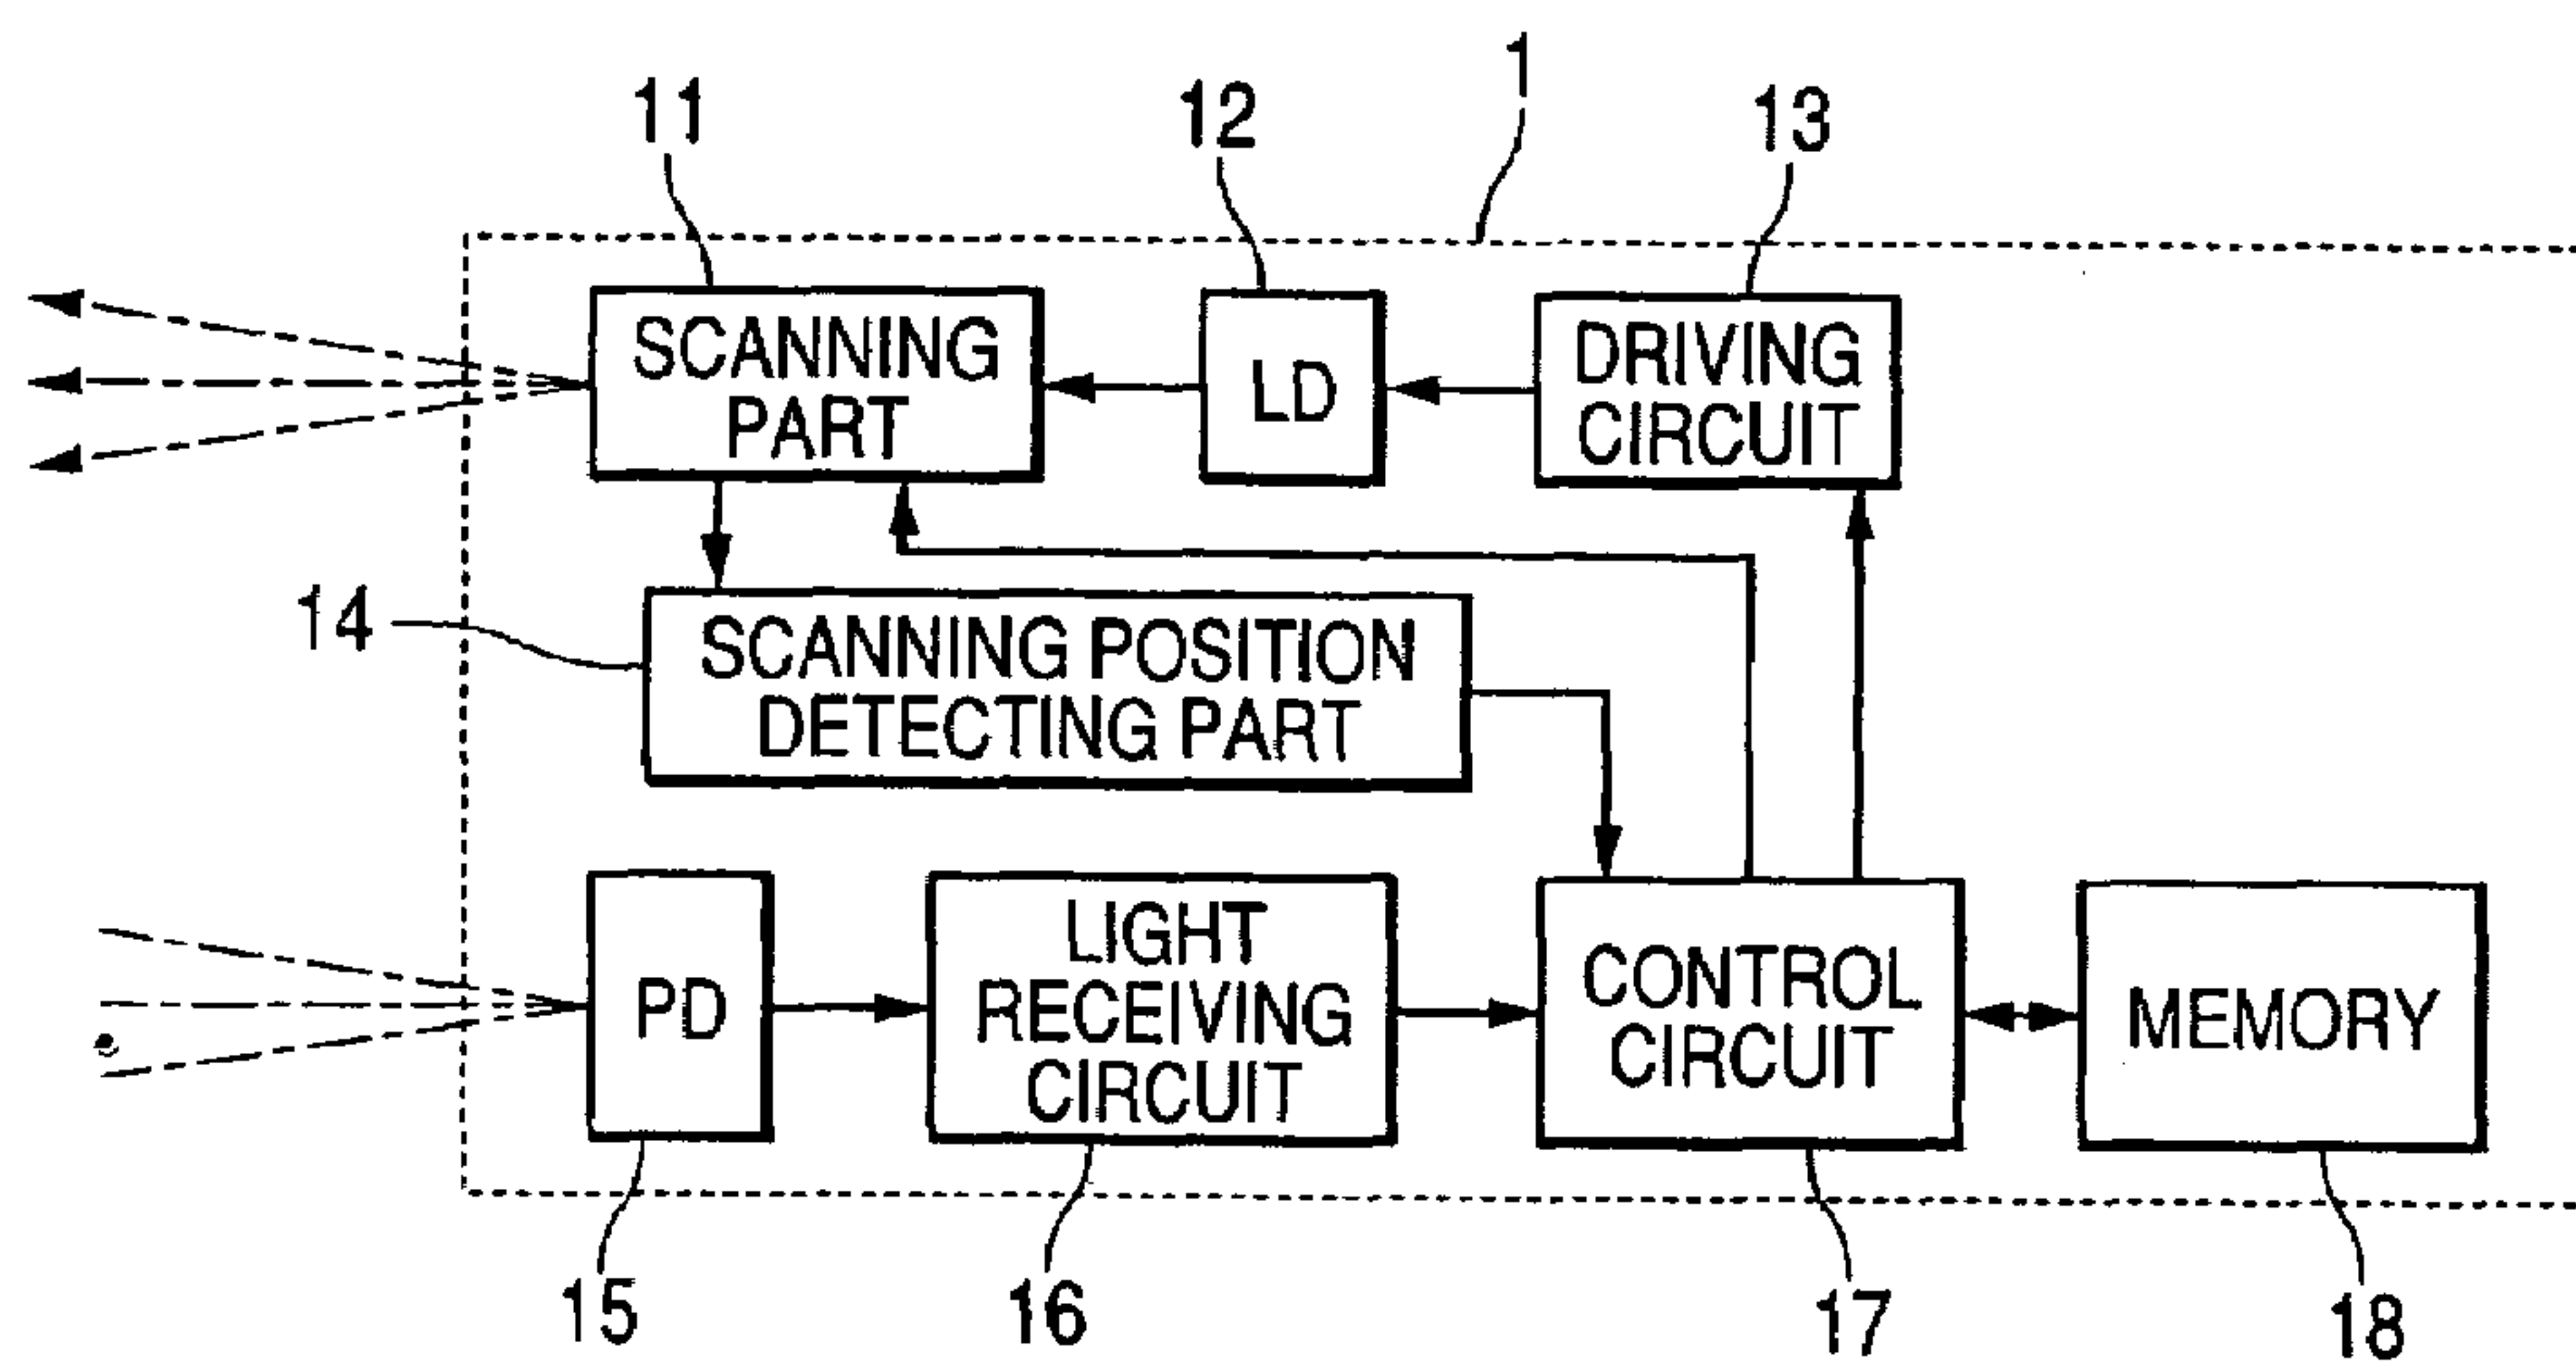 1
11
12
13
SCANNING
PART
LD
DRIVING
CIRCUIT
14
SCANNING POSITION
DETECTING PART
PD
LIGHT
RECEIVING
CIRCUIT
CONTROL
CIRCUIT
MEMORY
15
16
17
18